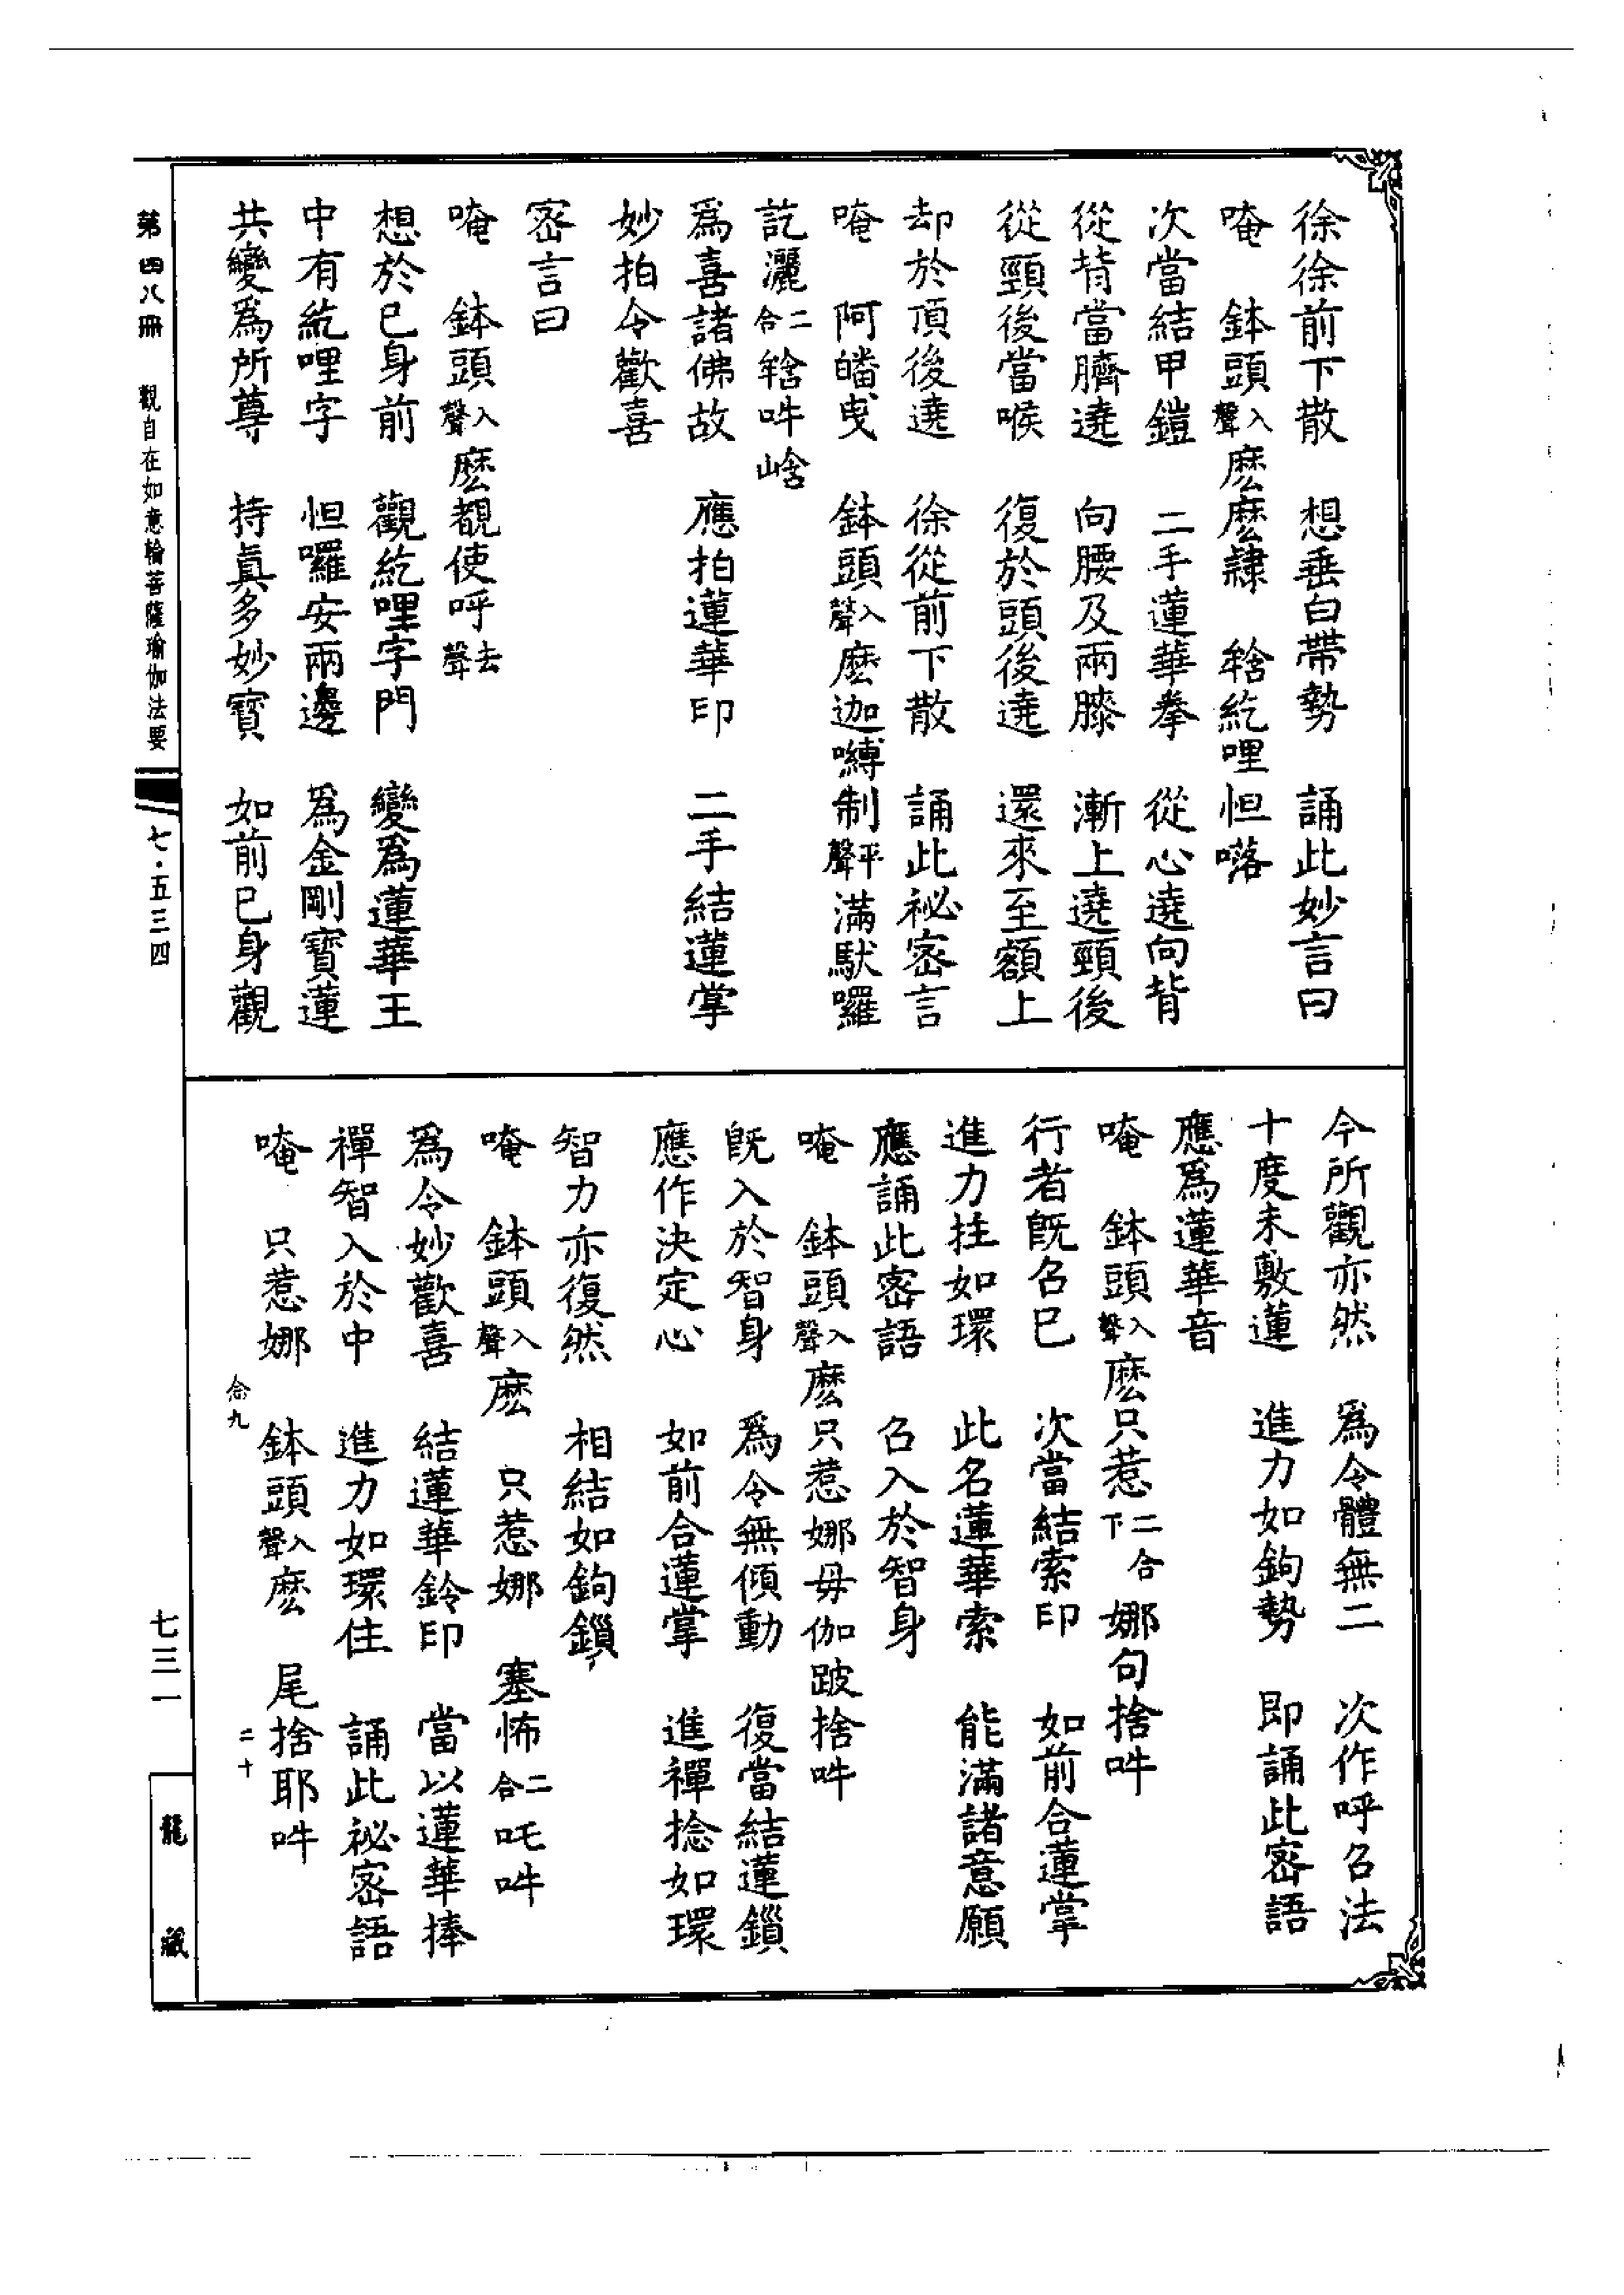 徐徐前下散　想垂白帶勢　誦此妙言曰
唵　鉢頭入聲麽麽隸　㸦紇哩怛㘕
次當結甲鎧　二手蓮華拳　從心遶向背
從背當臍遶　向腰及兩膝　漸上遶頸後
從頸後當喉　復於頭後遶　還來至額上
却於頂後遶　徐從前下散　誦此祕密言
唵　阿皤曵　鉢頭入聲麽迦嚩制平聲滿馱囉
訖灑二合㸦吽㟏
爲喜諸佛故　應拍蓮華印　二手結蓮掌
妙拍令歡喜
密言曰
唵　鉢頭入聲麽覩使呼去聲
想於已身前　觀紇哩字門　變爲蓮華王
中有紇哩字　怛囉安兩邊　爲金剛寶蓮
共變爲所尊　持眞多妙寶　如前已身觀
第四八冊　觀自在如意輪菩薩瑜伽法要　七·五三四
今所觀亦然　爲令體無二　次作呼召法
十度未敷蓮　進力如鉤勢　即誦此密語
應爲蓮華音
唵　鉢頭入聲麽只惹二合下娜句捨吽
行者旣召已　次當結索印　如前合蓮掌
進力拄如環　此名蓮華索　能滿諸意願
應誦此密語　召入於智身
唵　鉢頭入聲麽只惹娜毋伽跛捨吽
旣入於智身　爲令無傾動　復當結蓮鎖
應作決定心　如前合蓮掌　進禪捻如環
智力亦復然　相結如鉤鎖
唵　鉢頭入聲麽　只惹娜　塞怖二合吒吽
爲令妙歡喜　結蓮華鈴印　當以蓮華捧
禪智入於中　進力如環住　誦此祕密語
唵　只惹娜　鉢頭入聲麽　尾捨耶吽
念九　二十
七三一
龍藏